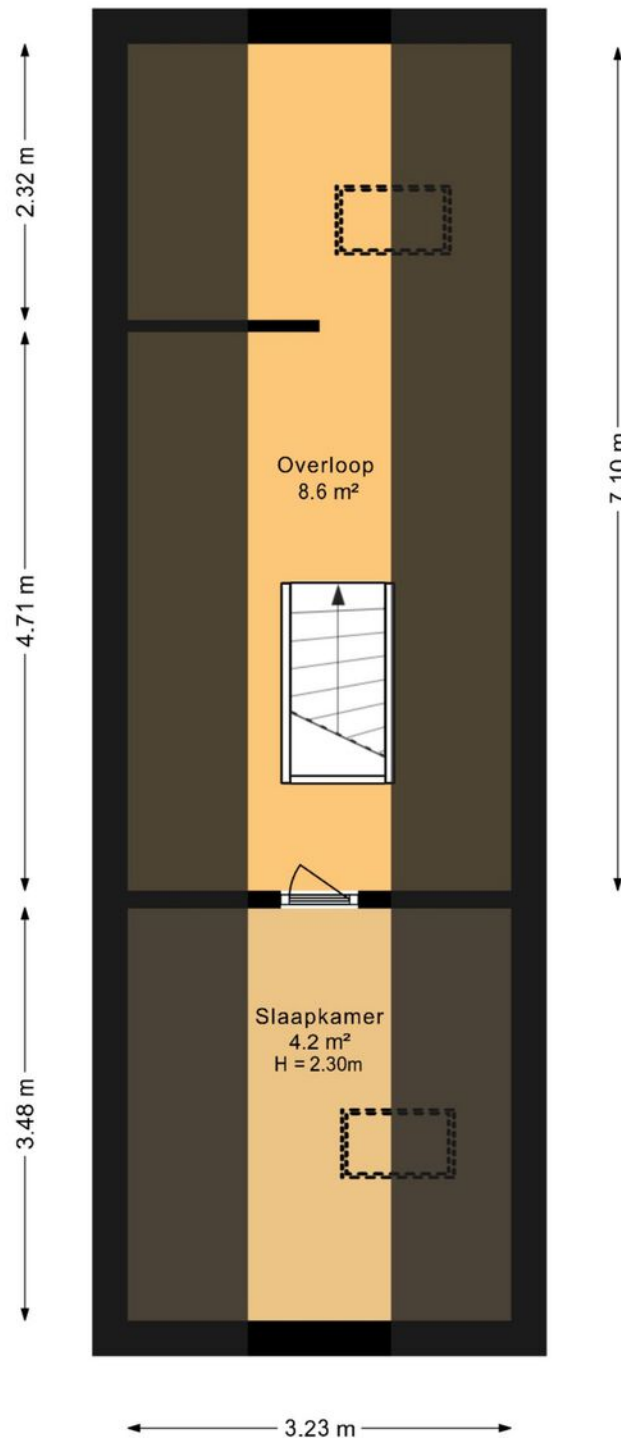 2.32 m
7.10 m
Overloop
8.6 m²
4.71 m
Slaapkamer
4.2 m²
H = 2.30m
3.48 m
3.23 m